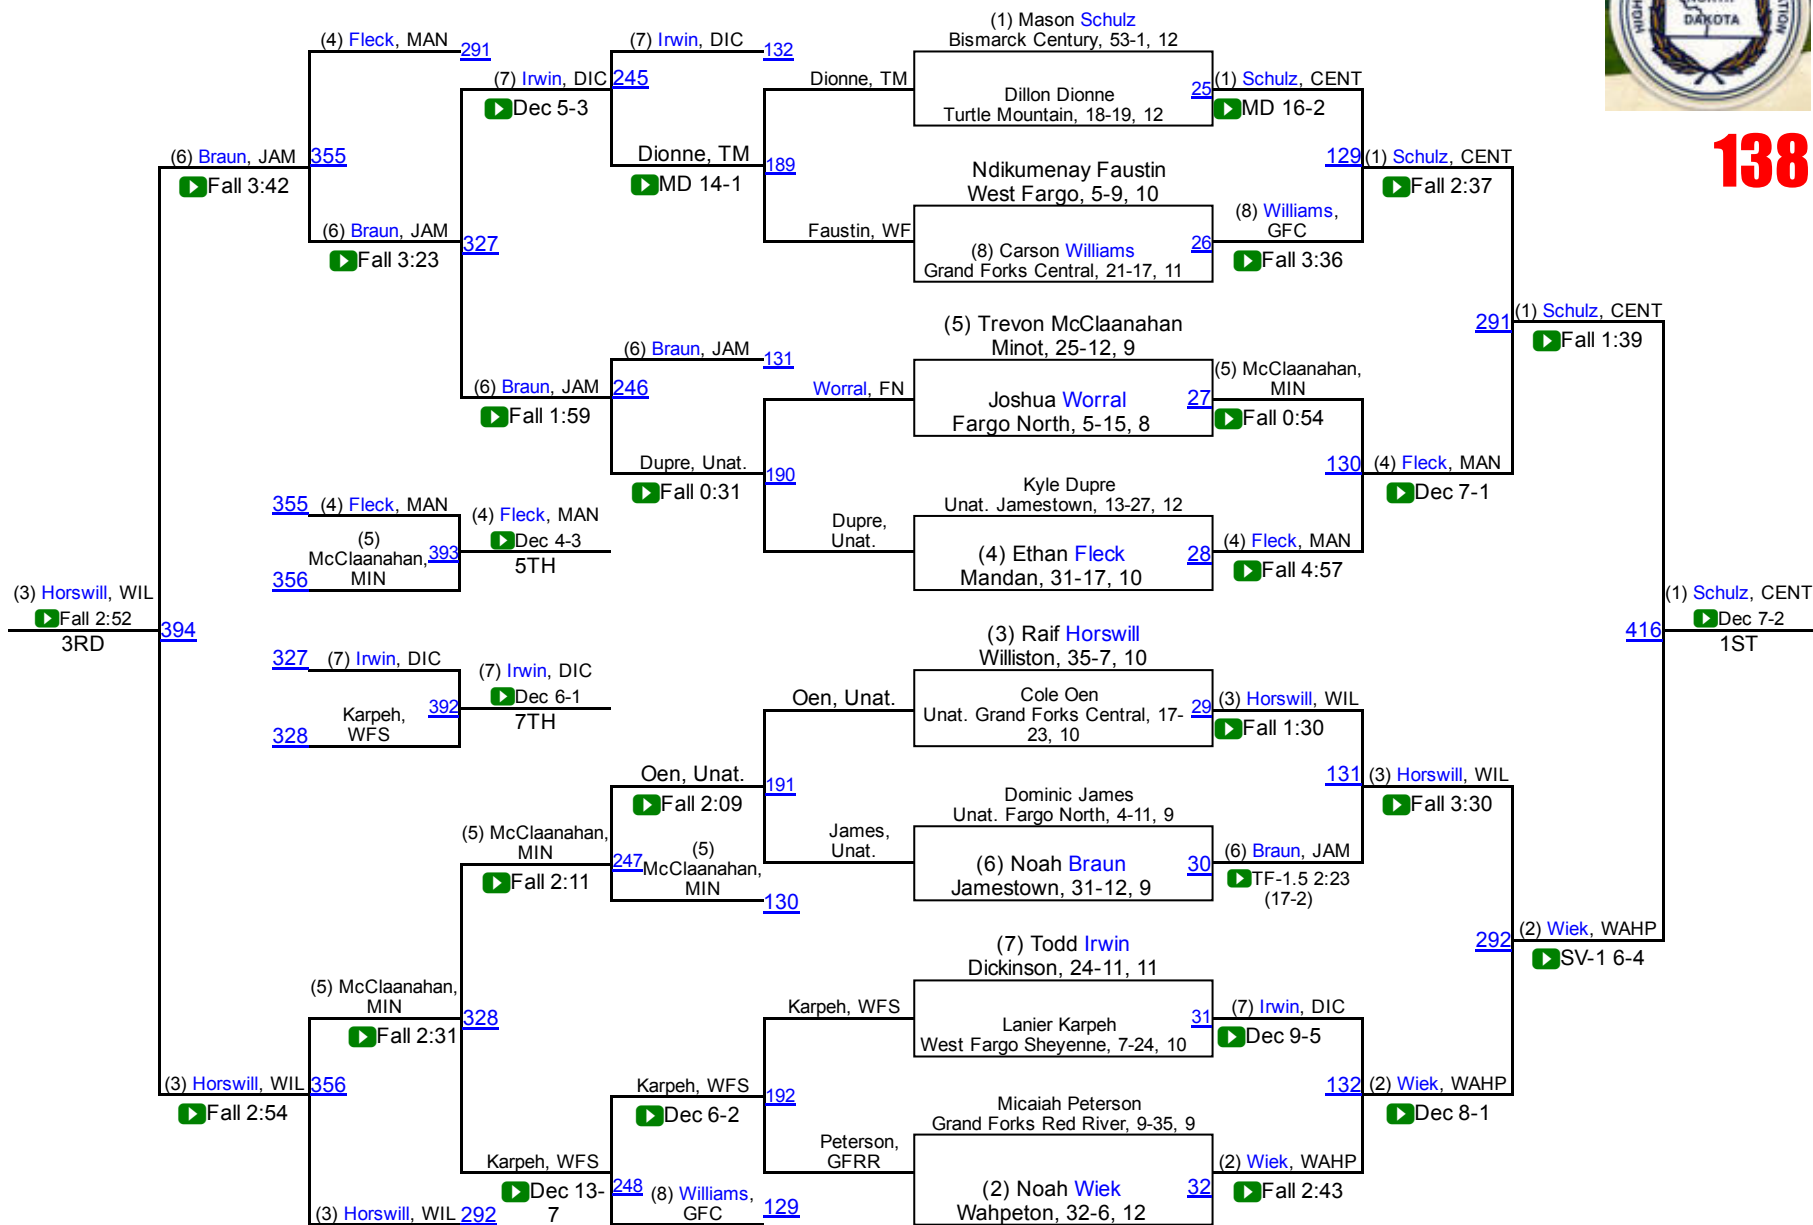 (1) Mason Schulz
Bismarck Century, 53-1, 12
NORTH
DAKOTA
HIGH
ATION
138
(4) Fleck, MAN
291
(7) Irwin, DIC
132
(7) Irwin, DIC
245
Dec 5-3
Dionne, TM
Dillon Dionne
Turtle Mountain, 18-19, 12
25
(1) Schulz, CENT
MD 16-2
(6) Braun, JAM
355
Fall 3:42
Dionne, TM
189
MD 14-1
Ndikumenay Faustin
West Fargo, 5-9, 10
129
(1) Schulz, CENT
Fall 2:37
(6) Braun, JAM
327
Fall 3:23
Faustin, WF
(8) Carson Williams
Grand Forks Central, 21-17, 11
26
(8) Williams,
GFC
Fall 3:36
(5) Trevon McClaanahan
Minot, 25-12, 9
291
(1) Schulz, CENT
Fall 1:39
(6) Braun, JAM
131
(6) Braun, JAM
246
Fall 1:59
Worral, FN
Joshua Worral
Fargo North, 5-15, 8
27
(5) McClaanahan,
MIN
Fall 0:54
Dupre, Unat.
190
Fall 0:31
Kyle Dupre
Unat. Jamestown, 13-27, 12
130
(4) Fleck, MAN
Dec 7-1
355
(4) Fleck, MAN
(5)
McClaanahan,
MIN
356
393
(4) Fleck, MAN
Dec 4-3
5TH
Dupre,
Unat.
(4) Ethan Fleck
Mandan, 31-17, 10
28
(4) Fleck, MAN
Fall 4:57
(3) Horswill, WIL
Fall 2:52
3RD
394
(3) Raif Horswill
Williston, 35-7, 10
416
(1) Schulz, CENT
Dec 7-2
1ST
327
(7) Irwin, DIC
Karpeh,
WFS
328
392
(7) Irwin, DIC
Dec 6-1
7TH
Oen, Unat.
Cole Oen
Unat. Grand Forks Central, 17-
23, 10
29
(3) Horswill, WIL
Fall 1:30
Oen, Unat.
191
Fall 2:09
Dominic James
Unat. Fargo North, 4-11, 9
131
(3) Horswill, WIL
Fall 3:30
(5) McClaanahan,
MIN
247
Fall 2:11
(5)
McClaanahan,
MIN
130
James,
Unat.
(6) Noah Braun
Jamestown, 31-12, 9
30
(6) Braun, JAM
TF-1.5 2:23
(17-2)
(7) Todd Irwin
Dickinson, 24-11, 11
292
(2) Wiek, WAHP
SV-1 6-4
(5) McClaanahan,
MIN
328
Fall 2:31
Karpeh, WFS
Lanier Karpeh
West Fargo Sheyenne, 7-24, 10
31
(7) Irwin, DIC
Dec 9-5
(3) Horswill, WIL
356
Fall 2:54
Karpeh, WFS
192
Dec 6-2
Micaiah Peterson
Grand Forks Red River, 9-35, 9
132
(2) Wiek, WAHP
Dec 8-1
Karpeh, WFS
248
Dec 13-
7
Peterson,
GFRR
(2) Noah Wiek
Wahpeton, 32-6, 12
32
(2) Wiek, WAHP
Fall 2:43
(3) Horswill, WIL
292
(8) Williams,
GFC
129